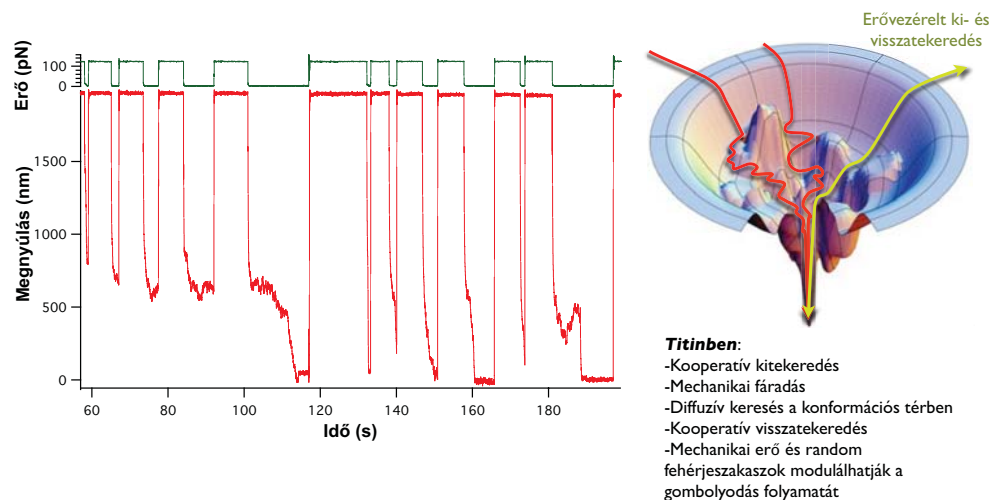 Erő (pN)
100
0
Megnyúlás (nm)
1500
1000
500
0
60
80
100
120
140
160
180
Idő (s)
Erővezérelt ki- és
visszatekeredés
Titinben:
-Kooperatív kitekeredés
-Mechanikai fáradás
-Diffuzív keresés a konformációs térben
-Kooperatív visszatekeredés
-Mechanikai erő és random
fehérjeszakaszok modulálhatják a
gombolyodás folyamatát